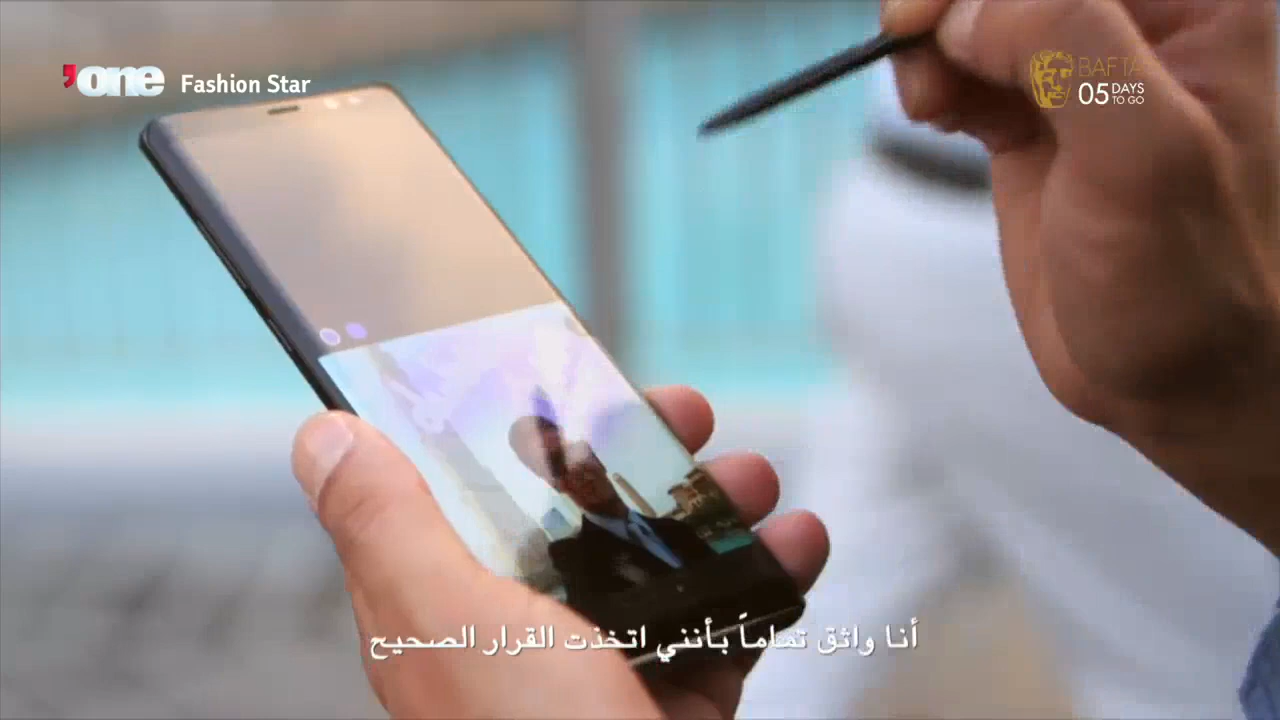 'one Fashion Star
BAFTA
05 DAYS TO GO
أنا واثق تماماً بأنني اتخذت القرار الصحيح